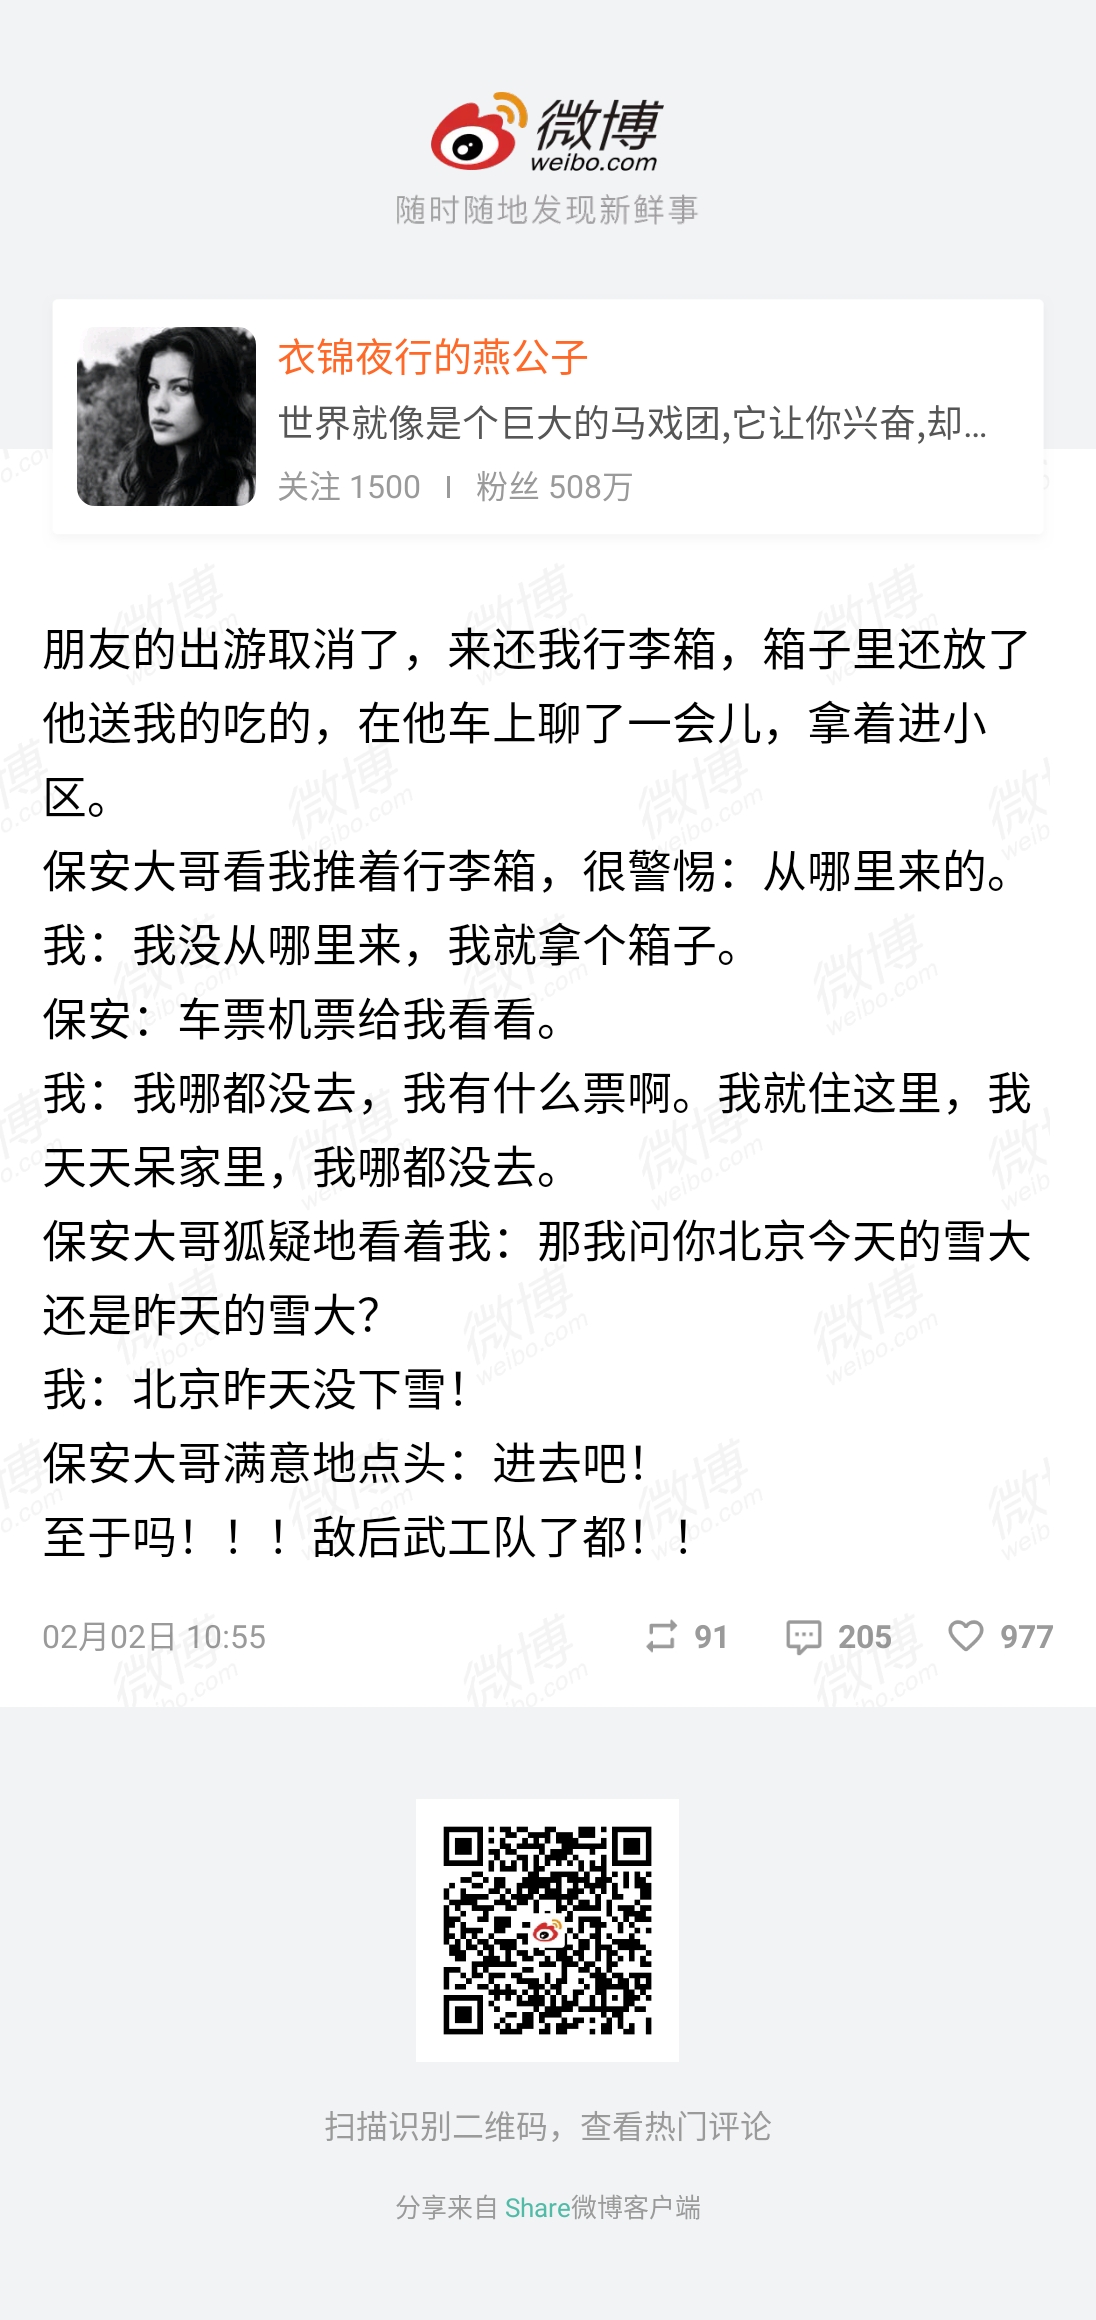 微博
weibo.com
随时随地发现新鲜事
衣锦夜行的燕公子
世界就像是个巨大的马戏团,它让你兴奋,却...
关注 1500 | 粉丝 508万
朋友的出游取消了，来还我行李箱，箱子里还放了
他送我的吃的，在他车上聊了一会儿，拿着进小
区。
保安大哥看我推着行李箱，很警惕：从哪里来的。
我：我没从哪里来，我就拿个箱子。
保安：车票机票给我看看。
我：我哪都没去，我有什么票啊。我就住这里，我
天天呆家里，我哪都没去。
保安大哥狐疑地看着我：那我问你北京今天的雪大
还是昨天的雪大？
我：北京昨天没下雪！
保安大哥满意地点头：进去吧！
至于吗！！！敌后武工队了都！！
02月02日 10:55 91 205 977
扫描识别二维码，查看热门评论
分享来自 Share微博客户端